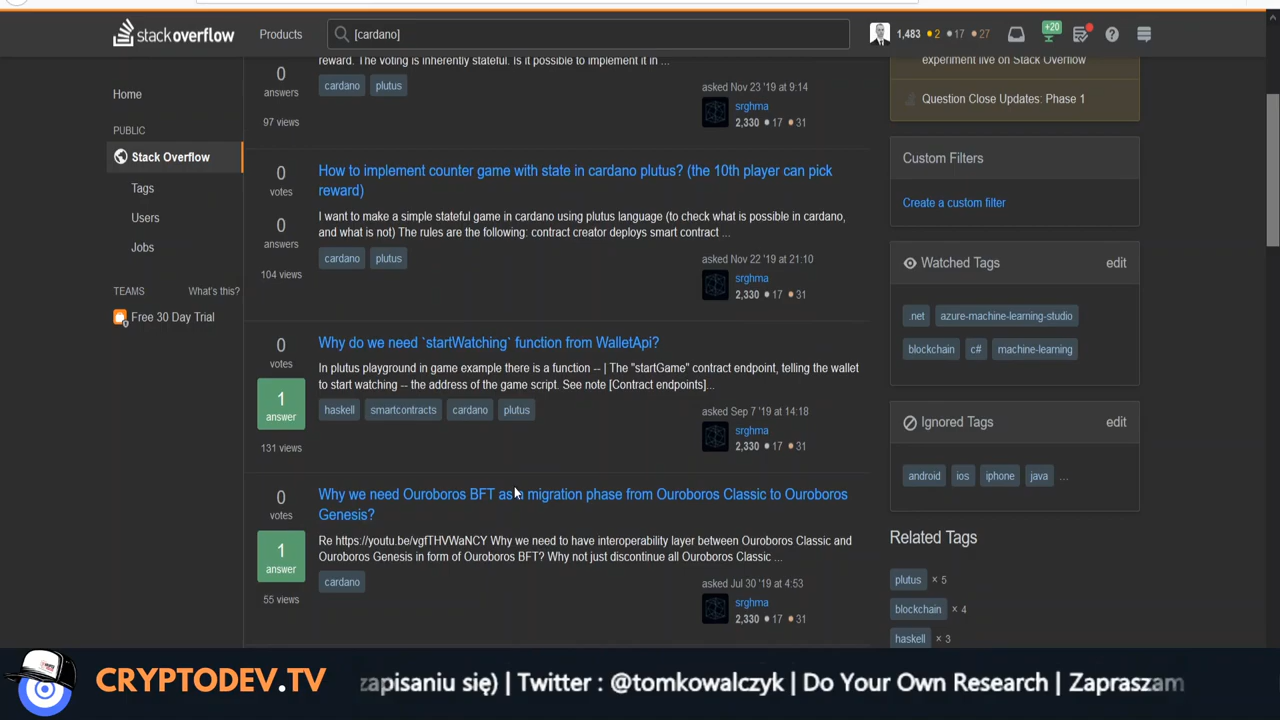 stackoverflow
Products
[cardano]
1,483 2 17 27
+20
reward. The voting is inherently stateful. Is it possible to implement it in ...
0
answers
97 views
cardano plutus
asked Nov 23 '19 at 9:14
srghma
2,330 17 31
0
votes
0
answers
104 views
How to implement counter game with state in cardano plutus? (the 10th player can pick
reward)
I want to make a simple stateful game in cardano using plutus language (to check what is possible in cardano,
and what is not) The rules are the following: contract creator deploys smart contract ...
cardano plutus
asked Nov 22 '19 at 21:10
srghma
2,330 17 31
0
votes
1
answer
131 views
Why do we need `startWatching` function from WalletApi?
In plutus playground in game example there is a function -- | The "startGame" contract endpoint, telling the wallet
to start watching -- the address of the game script. See note [Contract endpoints]...
haskell smartcontracts cardano plutus
asked Sep 7 '19 at 14:18
srghma
2,330 17 31
0
votes
1
answer
55 views
Why we need Ouroboros BFT as migration phase from Ouroboros Classic to Ouroboros
Genesis?
Re https://youtu.be/vgfTHVWaNCY Why we need to have interoperability layer between Ouroboros Classic and
Ouroboros Genesis in form of Ouroboros BFT? Why not just discontinue all Ouroboros Classic ...
cardano
asked Jul 30 '19 at 4:53
srghma
2,330 17 31
Home
PUBLIC
Stack Overflow
Tags
Users
Jobs
TEAMS What's this?
Free 30 Day Trial
experiment live on Stack Overflow
Question Close Updates: Phase 1
Custom Filters
Create a custom filter
Watched Tags edit
.net azure-machine-learning-studio
blockchain c# machine-learning
Ignored Tags edit
android ios iphone java ...
Related Tags
plutus × 5
blockchain × 4
haskell × 3
CRYPTODEV.TV
zapisaniu się) | Twitter : @tomkowalczyk | Do Your Own Research | Zapraszam